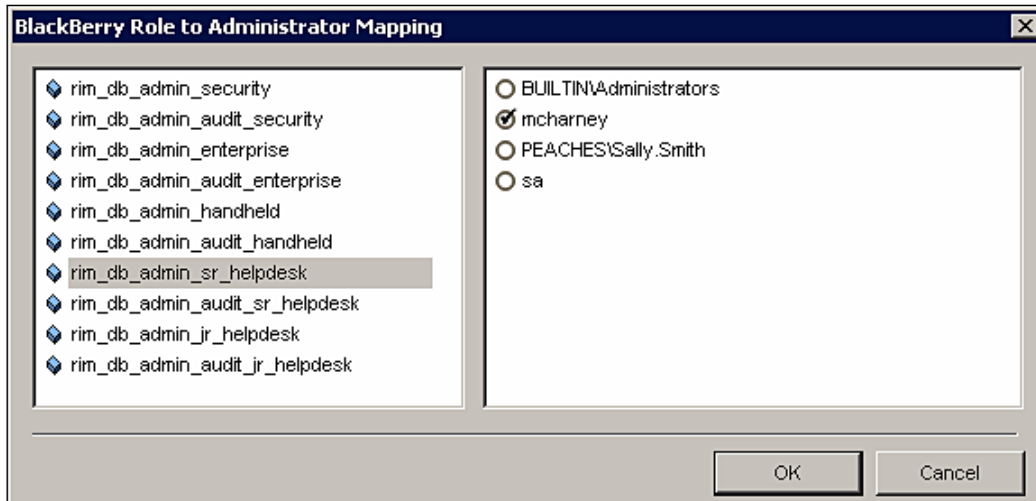 BlackBerry Role to Administrator Mapping
rim_db_admin_security
rim_db_admin_audit_security
rim_db_admin_enterprise
rim_db_admin_audit_enterprise
rim_db_admin_handheld
rim_db_admin_audit_handheld
rim_db_admin_sr_helpdesk
rim_db_admin_audit_sr_helpdesk
rim_db_admin_jr_helpdesk
rim_db_admin_audit_jr_helpdesk
BUILTIN\Administrators
mcharney
PEACHES\Sally.Smith
sa
OK
Cancel